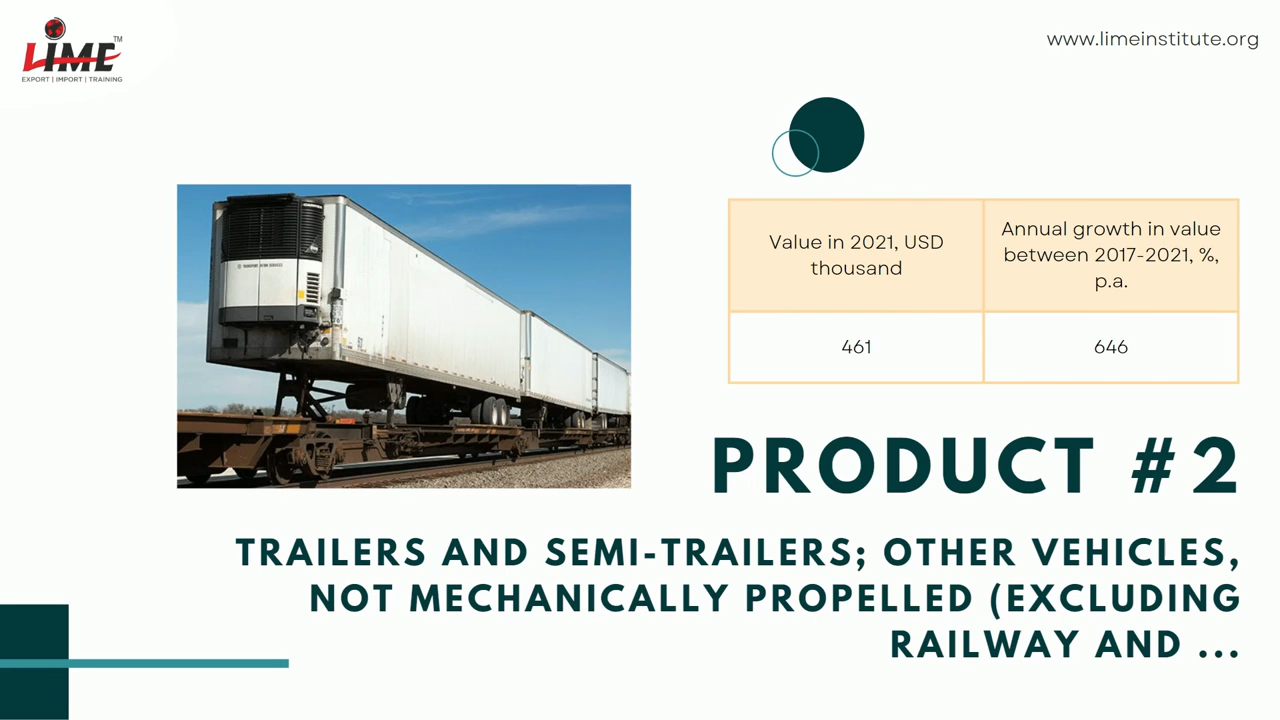 LIME
TM
EXPORT | IMPORT | TRAINING
www.limeinstitute.org
Value in 2021, USD
thousand
Annual growth in value
between 2017-2021, %,
p.a.
461
646
PRODUCT #2
TRAILERS AND SEMI-TRAILERS; OTHER VEHICLES,
NOT MECHANICALLY PROPELLED (EXCLUDING
RAILWAY AND ...